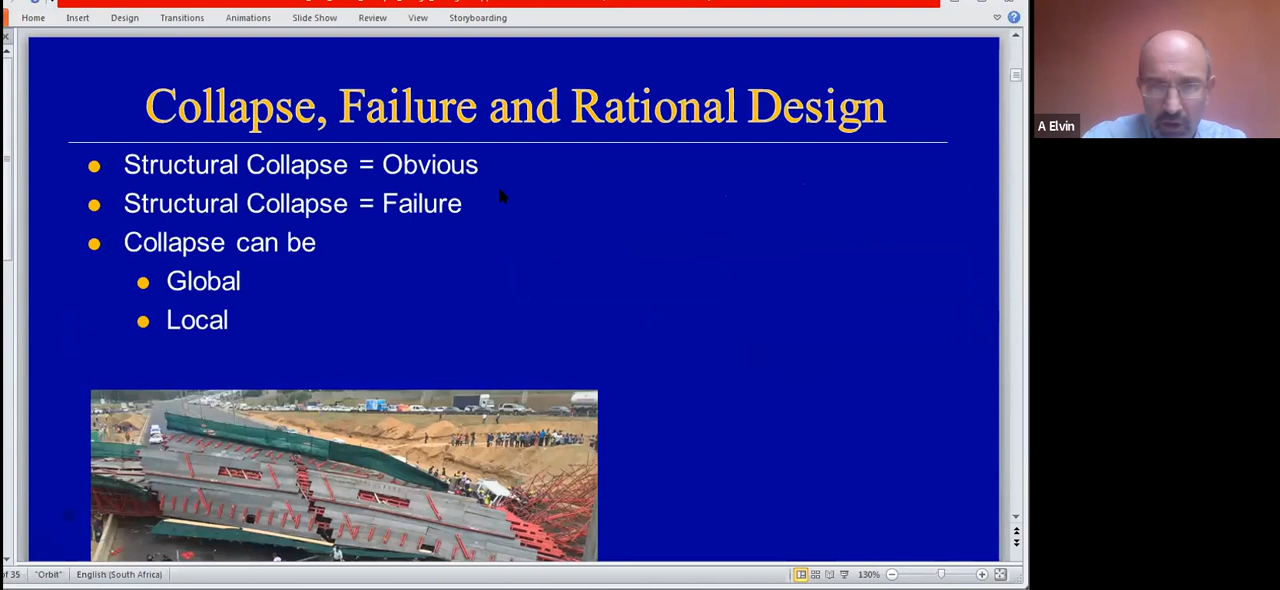 Home Insert Design Transitions Animations Slide Show Review View Storyboarding
Collapse, Failure and Rational Design
Structural Collapse = Obvious
Structural Collapse = Failure
Collapse can be
Global
Local
A Elvin
of 35 "Orbit" English (South Africa) 130%